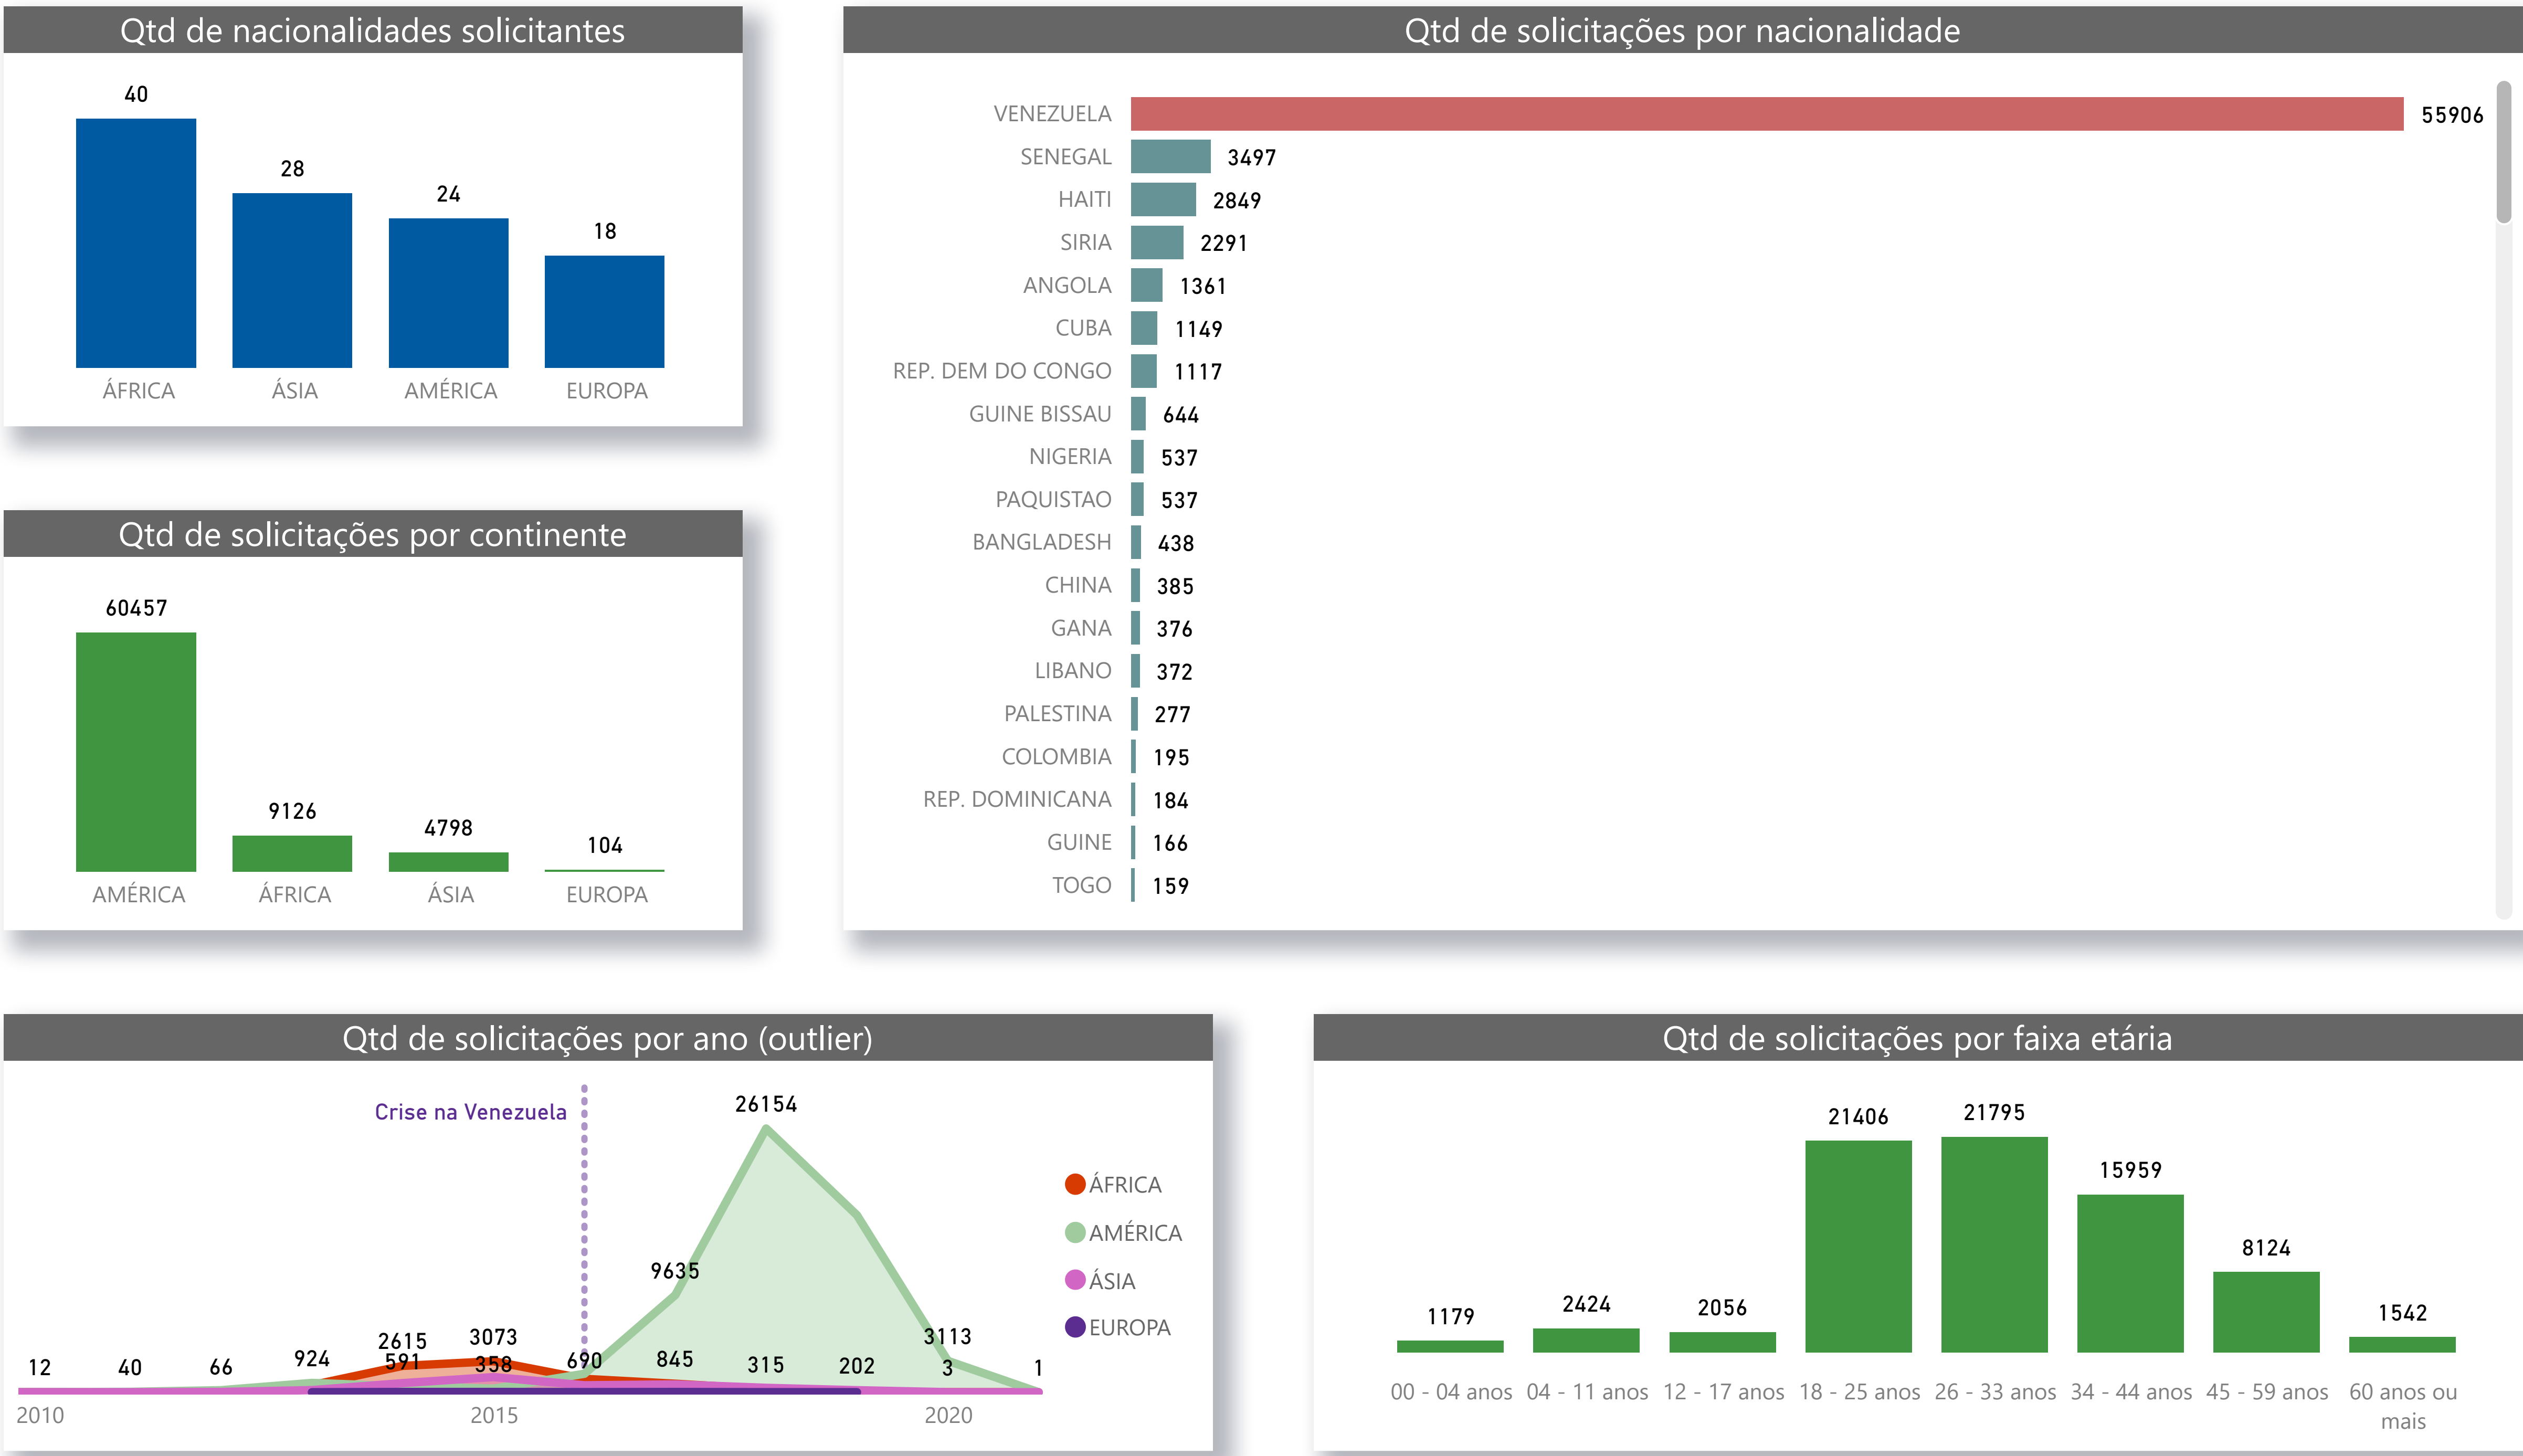 Qtd de nacionalidades solicitantes
40
28
24
18
ÁFRICA
ÁSIA
AMÉRICA
EUROPA
Qtd de solicitações por continente
60457
9126
4798
104
AMÉRICA
ÁFRICA
ÁSIA
EUROPA
Qtd de solicitações por nacionalidade
VENEZUELA 55906
SENEGAL 3497
HAITI 2849
SIRIA 2291
ANGOLA 1361
CUBA 1149
REP. DEM DO CONGO 1117
GUINE BISSAU 644
NIGERIA 537
PAQUISTAO 537
BANGLADESH 438
CHINA 385
GANA 376
LIBANO 372
PALESTINA 277
COLOMBIA 195
REP. DOMINICANA 184
GUINE 166
TOGO 159
Qtd de solicitações por ano (outlier)
Crise na Venezuela
26154
9635
2615
3073
3113
12
40
66
924
591
358
690
845
315
202
3
1
2010
2015
2020
ÁFRICA
AMÉRICA
ÁSIA
EUROPA
Qtd de solicitações por faixa etária
1179
2424
2056
21406
21795
15959
8124
1542
00 - 04 anos
04 - 11 anos
12 - 17 anos
18 - 25 anos
26 - 33 anos
34 - 44 anos
45 - 59 anos
60 anos ou
mais